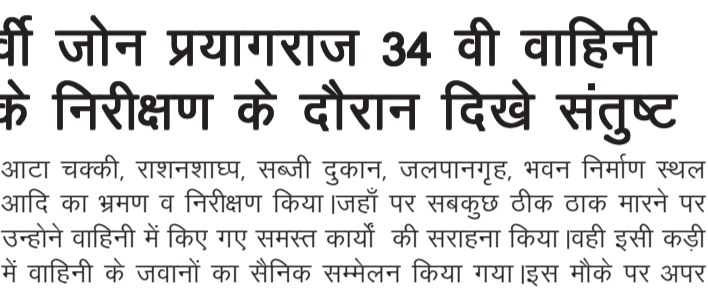 र्वी जोन प्रयागराज 34 वी वाहिनी
के निरीक्षण के दौरान दिखे संतुष्ट
आटा चक्की, राशनशाघ्प, सब्जी दुकान, जलपानगृह, भवन निर्माण स्थल
आदि का भ्रमण व निरीक्षण किया।जहाँ पर सबकुछ ठीक ठाक मारने पर
उन्होने वाहिनी में किए गए समस्त कार्यों की सराहना किया।वही इसी कड़ी
में वाहिनी के जवानों का सैनिक सम्मेलन किया गया।इस मौके पर अपर